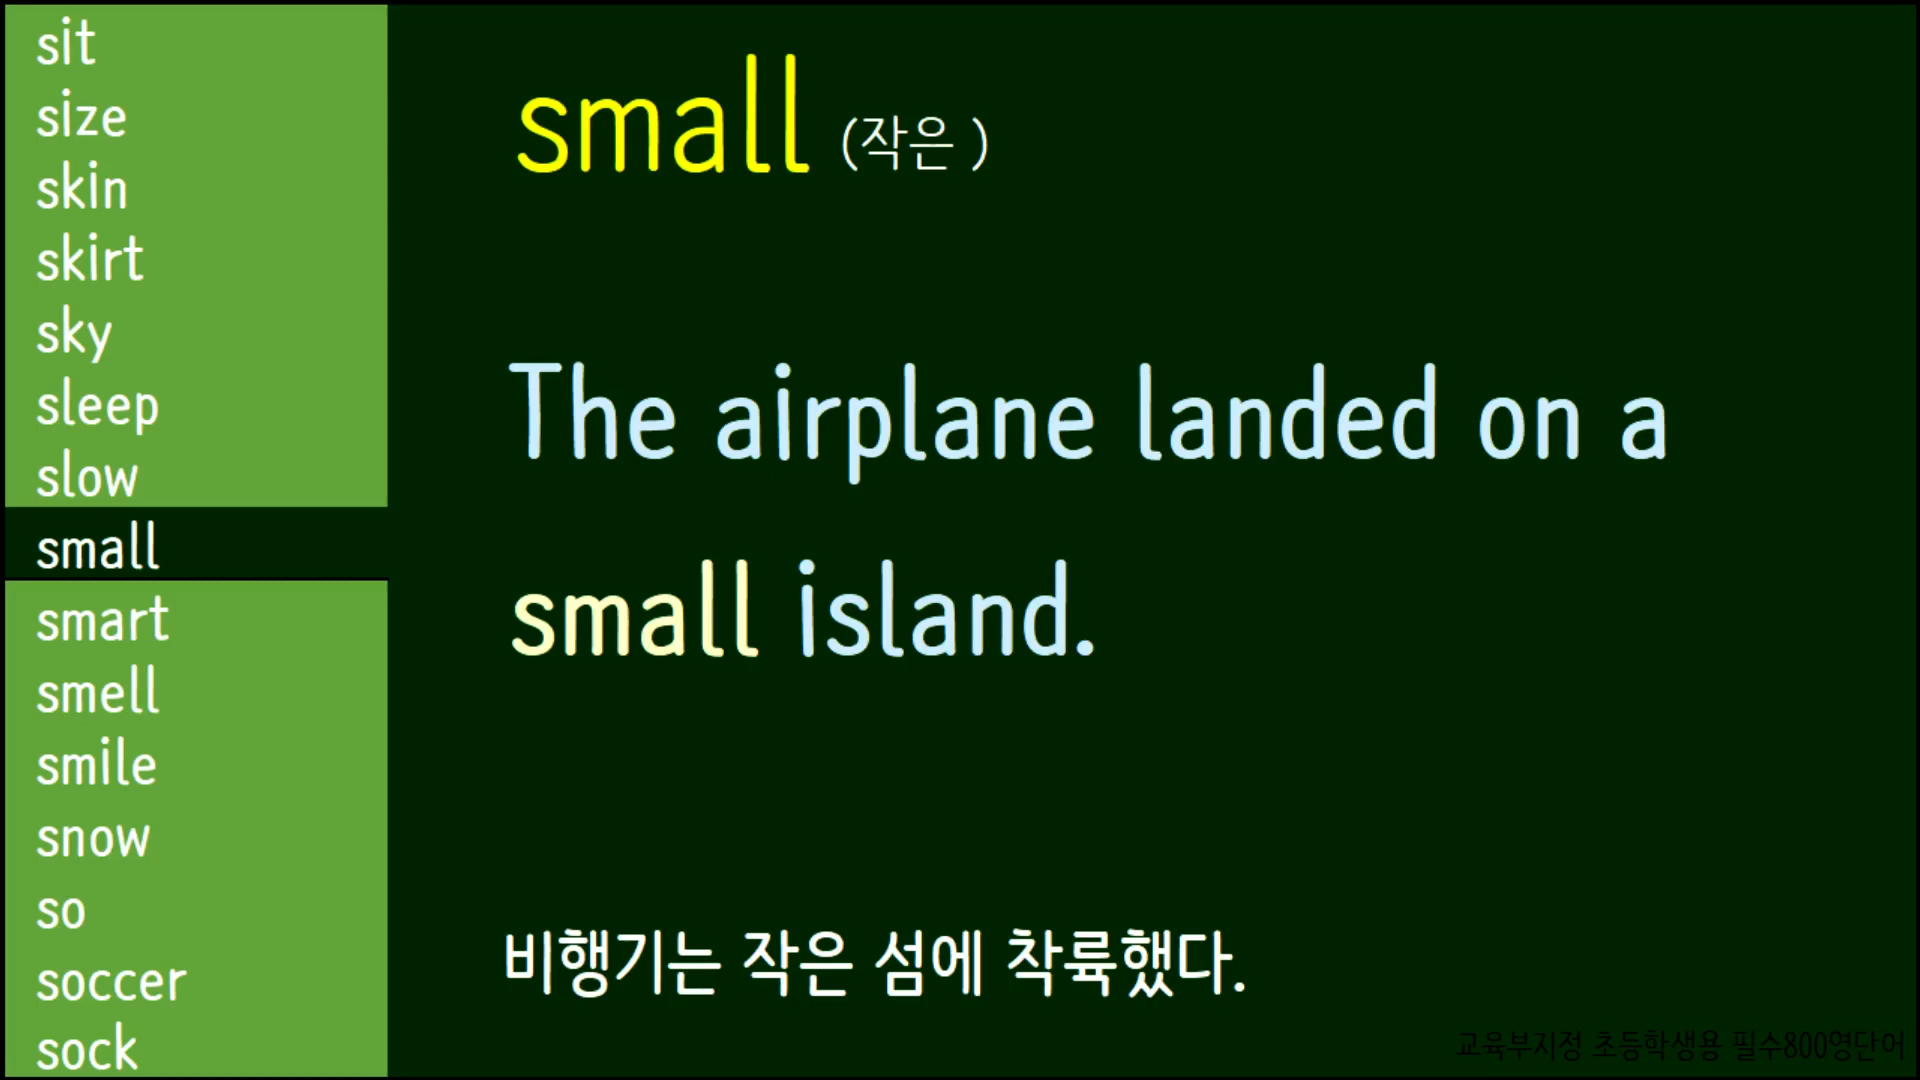 sit
size
skin
skirt
sky
sleep
slow
small
smart
smell
smile
snow
so
soccer
sock
small (작은 )
The airplane landed on a
small island.
비행기는 작은 섬에 착륙했다.
교육부지정 초등학생용 필수800영단어